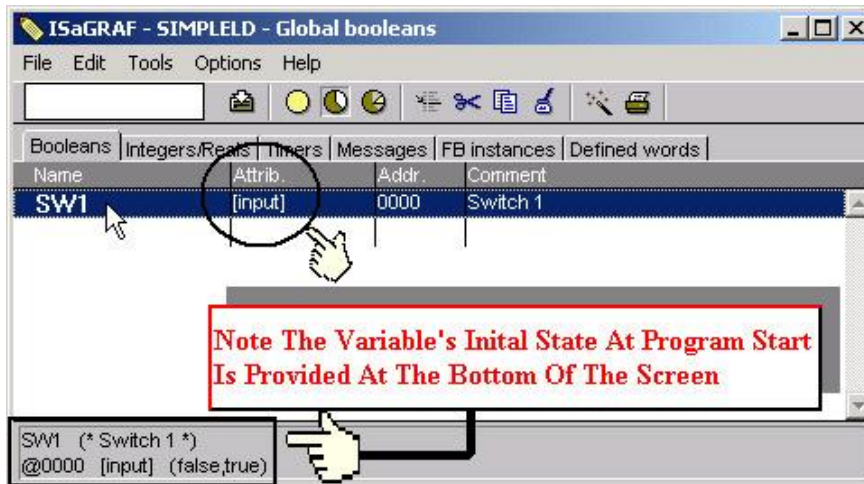 ISaGRAF - SIMPLELD - Global booleans
File Edit Tools Options Help
Booleans Integers/Reals Timers Messages FB instances Defined words
Name Attrib. Addr. Comment
SW1 [input] 0000 Switch 1
Note The Variable's Inital State At Program Start
Is Provided At The Bottom Of The Screen
SW1 (* Switch 1 *)
@0000 [input] (false,true)